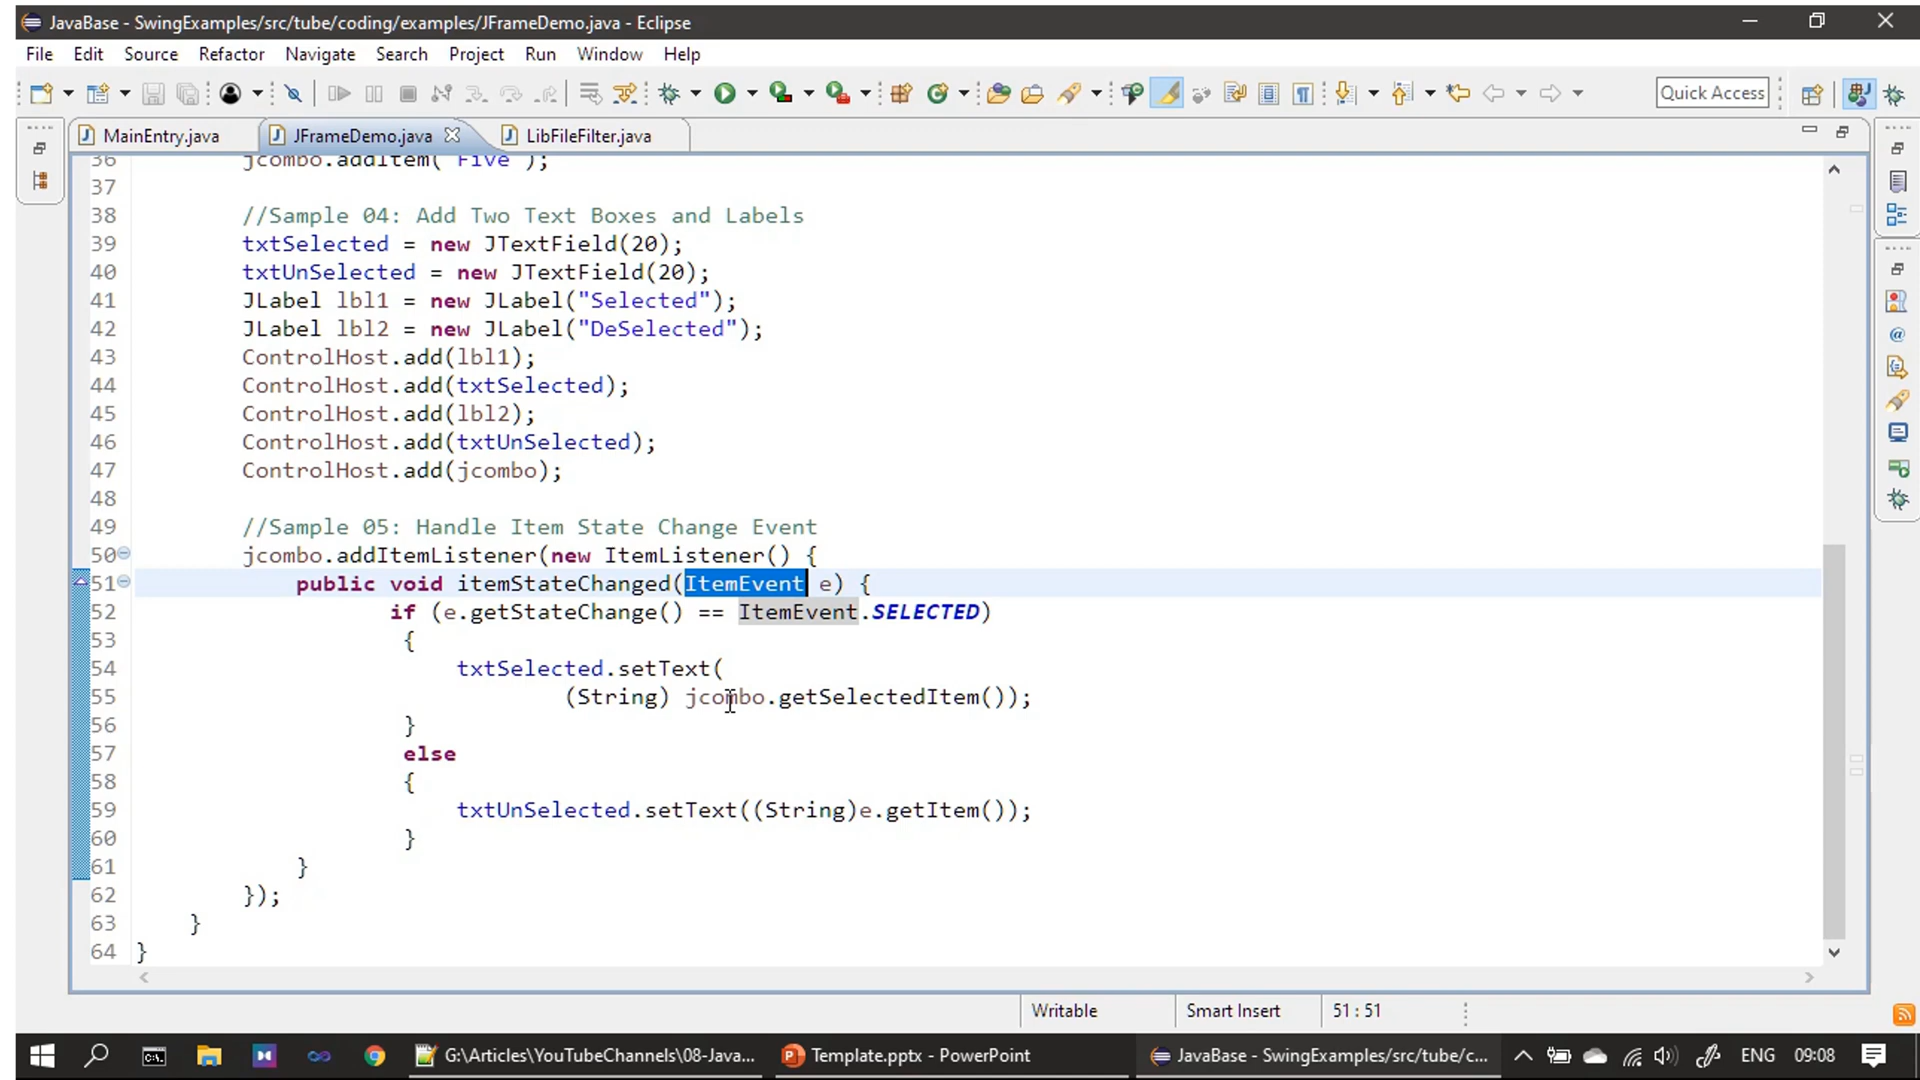 JavaBase - SwingExamples/src/tube/coding/examples/JFrameDemo.java - Eclipse
File Edit Source Refactor Navigate Search Project Run Window Help
Quick Access
MainEntry.java JFrameDemo.java LibFileFilter.java
36 jcombo.addItem("Five");
37
38 //Sample 04: Add Two Text Boxes and Labels
39 txtSelected = new JTextField(20);
40 txtUnSelected = new JTextField(20);
41 JLabel lbl1 = new JLabel("Selected");
42 JLabel lbl2 = new JLabel("DeSelected");
43 ControlHost.add(lbl1);
44 ControlHost.add(txtSelected);
45 ControlHost.add(lbl2);
46 ControlHost.add(txtUnSelected);
47 ControlHost.add(jcombo);
48
49 //Sample 05: Handle Item State Change Event
50 jcombo.addItemListener(new ItemListener() {
51 public void itemStateChanged(ItemEvent e) {
52 if (e.getStateChange() == ItemEvent.SELECTED)
53 {
54 txtSelected.setText(
55 (String) jcombo.getSelectedItem());
56 }
57 else
58 {
59 txtUnSelected.setText((String)e.getItem());
60 }
61 }
62 });
63 }
64 }
Writable Smart Insert 51 : 51
G:\Articles\YouTubeChannels\08-Java... Template.pptx - PowerPoint JavaBase - SwingExamples/src/tube/c... ENG 09:08